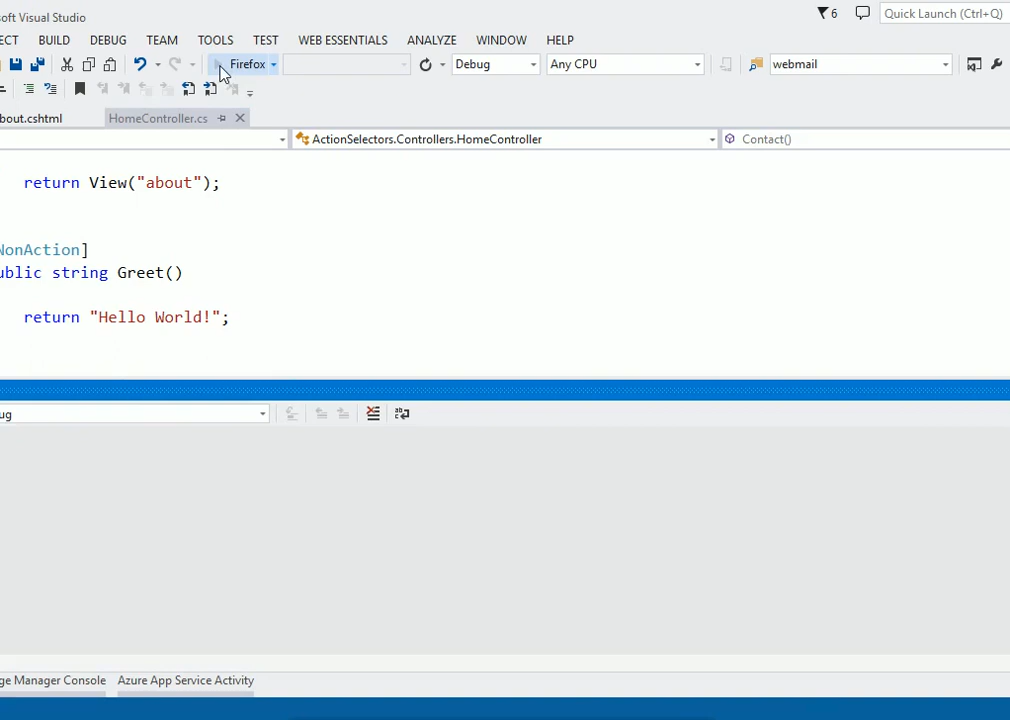 soft Visual Studio
6
Quick Launch (Ctrl+Q)
ECT BUILD DEBUG TEAM TOOLS TEST WEB ESSENTIALS ANALYZE WINDOW HELP
Firefox Debug Any CPU webmail
bout.cshtml HomeController.cs
ActionSelectors.Controllers.HomeController Contact()
return View("about");
NonAction]
ublic string Greet()
return "Hello World!";
ug
ge Manager Console Azure App Service Activity